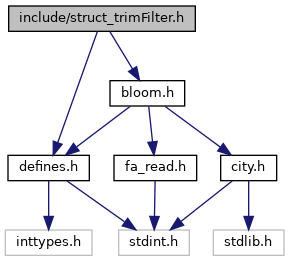 include/struct_trimFilter.h
bloom.h
defines.h
fa_read.h
city.h
inttypes.h
stdint.h
stdlib.h